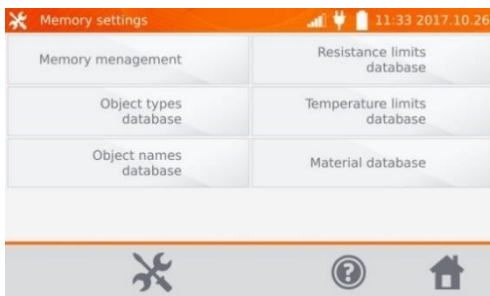 Memory settings
11:33 2017.10.26
Memory menagement
Resistance limits
database
Object types
database
Temperature limits
database
Object names
database
Material database
?